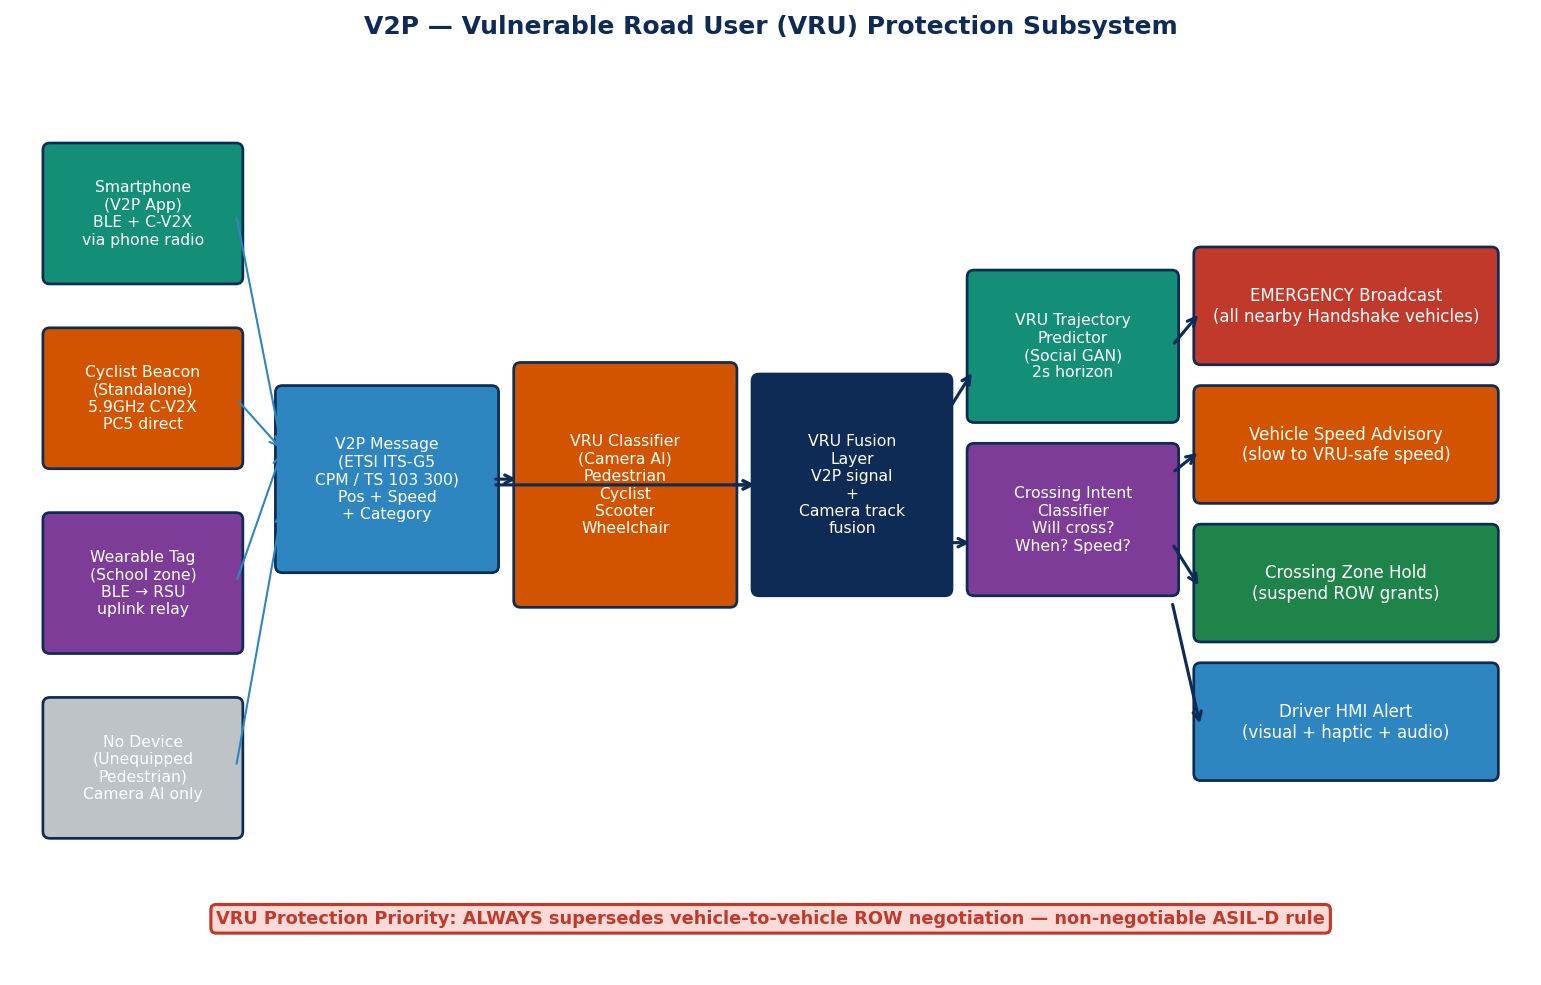 V2P — Vulnerable Road User (VRU) Protection Subsystem
Smartphone
(V2P App)
BLE + C-V2X
via phone radio
Cyclist Beacon
(Standalone)
5.9GHz C-V2X
PC5 direct
Wearable Tag
(School zone)
BLE → RSU
uplink relay
No Device
(Unequipped
Pedestrian)
Camera AI only
V2P Message
(ETSI ITS-G5
CPM / TS 103 300)
Pos + Speed
+ Category
VRU Classifier
(Camera AI)
Pedestrian
Cyclist
Scooter
Wheelchair
VRU Fusion
Layer
V2P signal
+
Camera track
fusion
VRU Trajectory
Predictor
(Social GAN)
2s horizon
Crossing Intent
Classifier
Will cross?
When? Speed?
EMERGENCY Broadcast
(all nearby Handshake vehicles)
Vehicle Speed Advisory
(slow to VRU-safe speed)
Crossing Zone Hold
(suspend ROW grants)
Driver HMI Alert
(visual + haptic + audio)
VRU Protection Priority: ALWAYS supersedes vehicle-to-vehicle ROW negotiation — non-negotiable ASIL-D rule